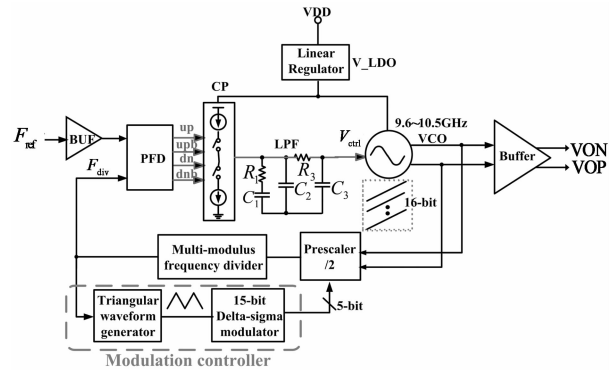 VDD
Linear
Regulator
V_LDO
CP
9.6~10.5GHz
VCO
F_ref
BUF
PFD
up
upb
dn
dnb
LPF
V_ctrl
R_1
R_3
C_1
C_2
C_3
Buffer
VON
VOP
F_div
16-bit
Multi-modulus
frequency divider
Prescaler
/2
Triangular
waveform
generator
15-bit
Delta-sigma
modulator
5-bit
Modulation controller